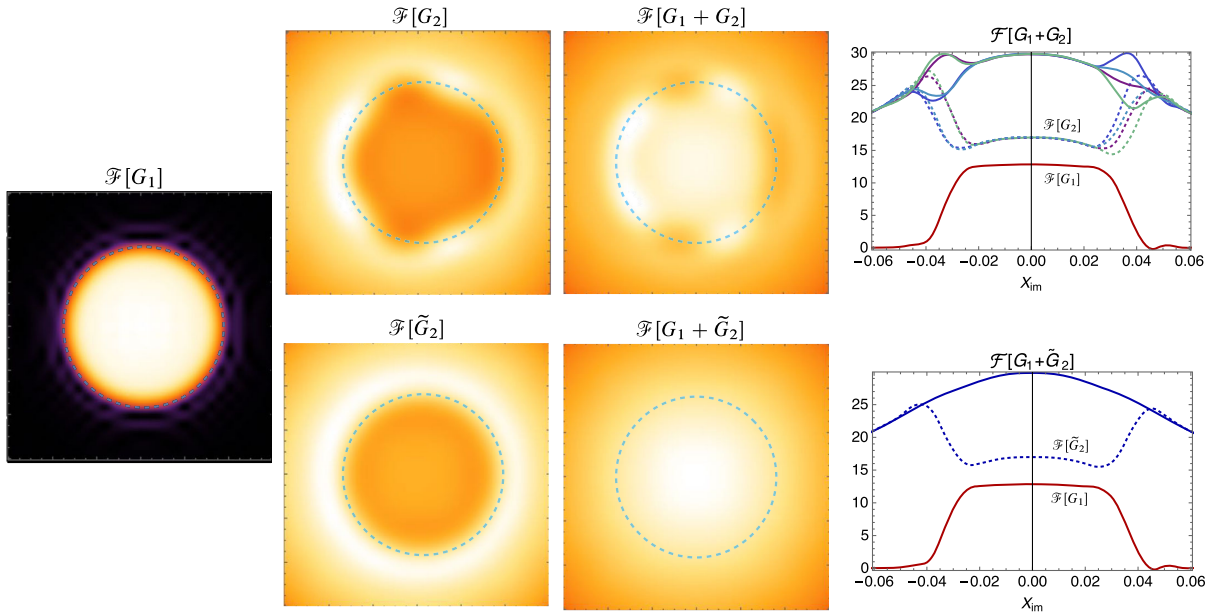 ℱ[G₂]
ℱ[G₁ + G₂]
ℱ[G₁+G₂]
30
25
20
15
10
5
0
ℱ[G₂]
ℱ[G₁]
−0.06 −0.04 −0.02 0.00 0.02 0.04 0.06
X_im
ℱ[G₁]
ℱ[G̃₂]
ℱ[G₁ + G̃₂]
ℱ[G₁+G̃₂]
25
20
15
10
5
0
ℱ[G̃₂]
ℱ[G₁]
−0.06 −0.04 −0.02 0.00 0.02 0.04 0.06
X_im